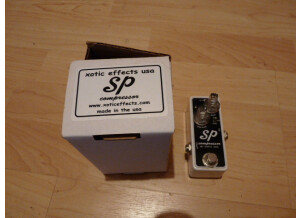 xotic effects usa
SP
compressor
www.xoticeffects.com
made in the usa
SP
compressor